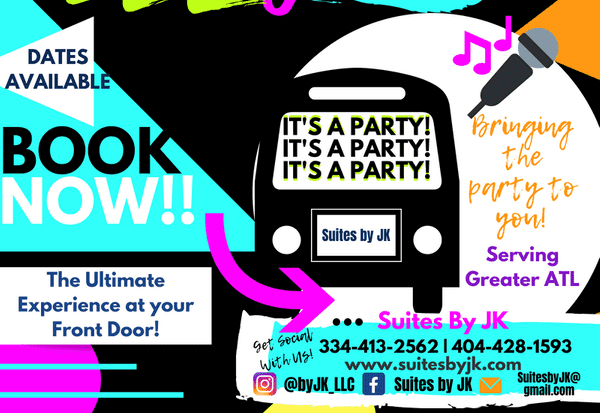 DATES
AVAILABLE
BOOK
NOW!!
The Ultimate
Experience at your
Front Door!
IT'S A PARTY!
IT'S A PARTY!
IT'S A PARTY!
Suites by JK
Bringing
the
party to
you!
Serving
Greater ATL
Suites By JK
Get Social
With Us!
334-413-2562 | 404-428-1593
www.suitesbyjk.com
@byJK_LLC
Suites by JK
SuitesbyJK@
gmail.com